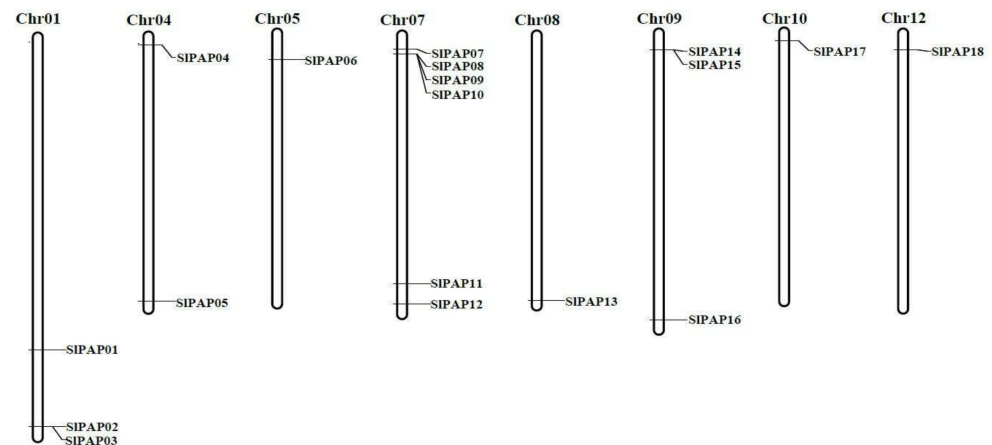 Chr01
Chr04
Chr05
Chr07
Chr08
Chr09
Chr10
Chr12
SlPAP01
SlPAP02
SlPAP03
SlPAP04
SlPAP05
SlPAP06
SlPAP07
SlPAP08
SlPAP09
SlPAP10
SlPAP11
SlPAP12
SlPAP13
SlPAP14
SlPAP15
SlPAP16
SlPAP17
SlPAP18